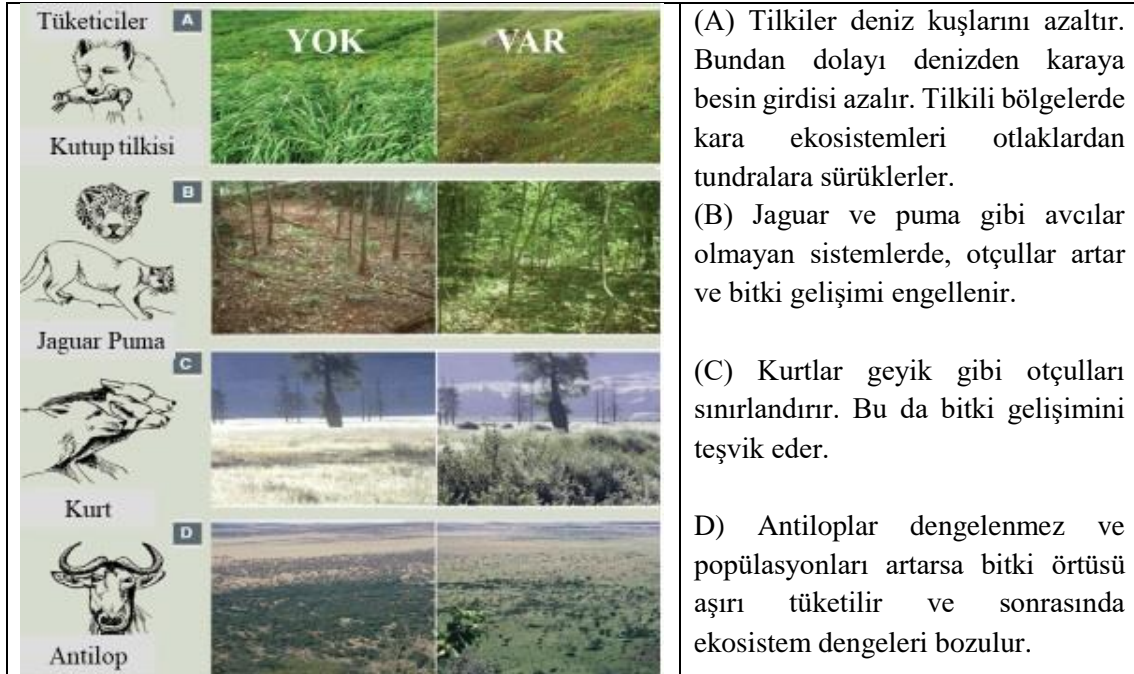 Tüketiciler
A
YOK
VAR
Kutup tilkisi
B
Jaguar Puma
C
Kurt
D
Antilop
(A) Tilkiler deniz kuşlarını azaltır.
Bundan dolayı denizden karaya
besin girdisi azalır. Tilkili bölgelerde
kara ekosistemleri otlaklardan
tundralara sürüklerler.
(B) Jaguar ve puma gibi avcılar
olmayan sistemlerde, otçullar artar
ve bitki gelişimi engellenir.
(C) Kurtlar geyik gibi otçulları
sınırlandırır. Bu da bitki gelişimini
teşvik eder.
D) Antiloplar dengelenmez ve
popülasyonları artarsa bitki örtüsü
aşırı tüketilir ve sonrasında
ekosistem dengeleri bozulur.